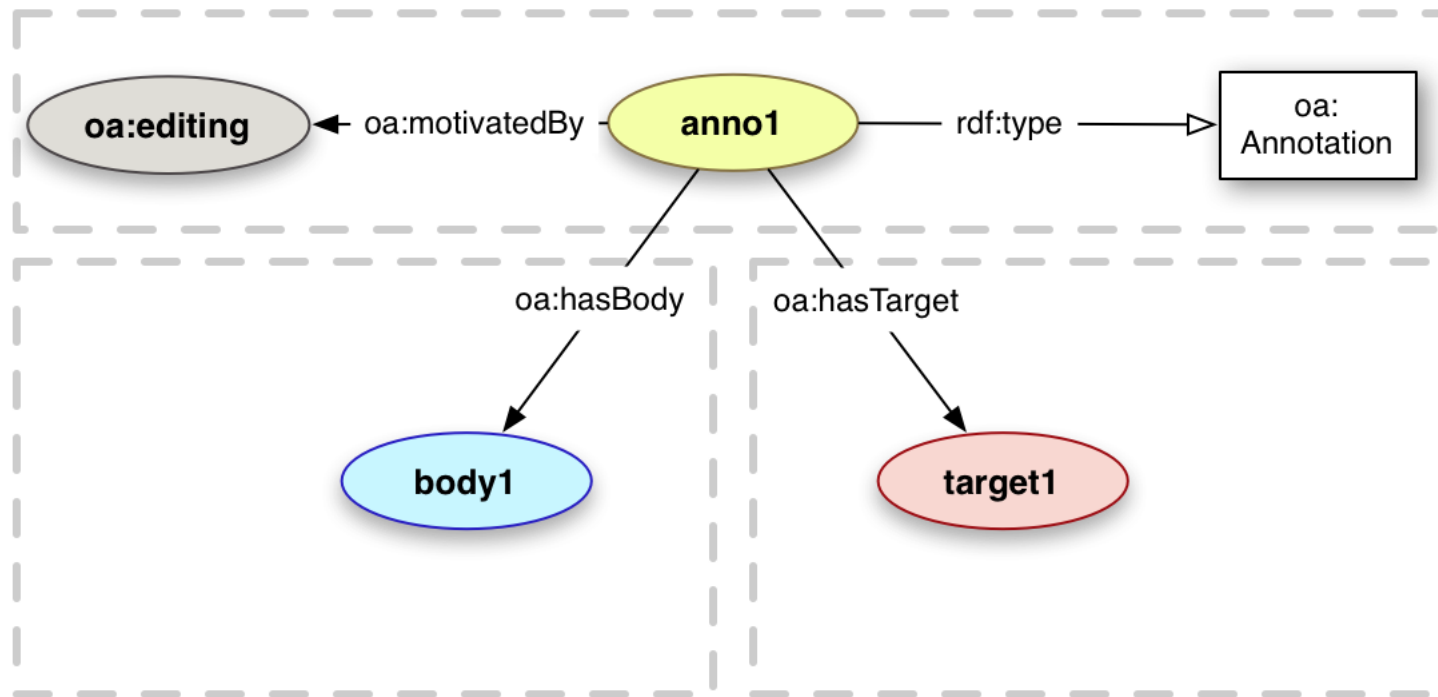 oa:editing
oa:motivatedBy
anno1
rdf:type
oa:
Annotation
oa:hasBody
oa:hasTarget
body1
target1